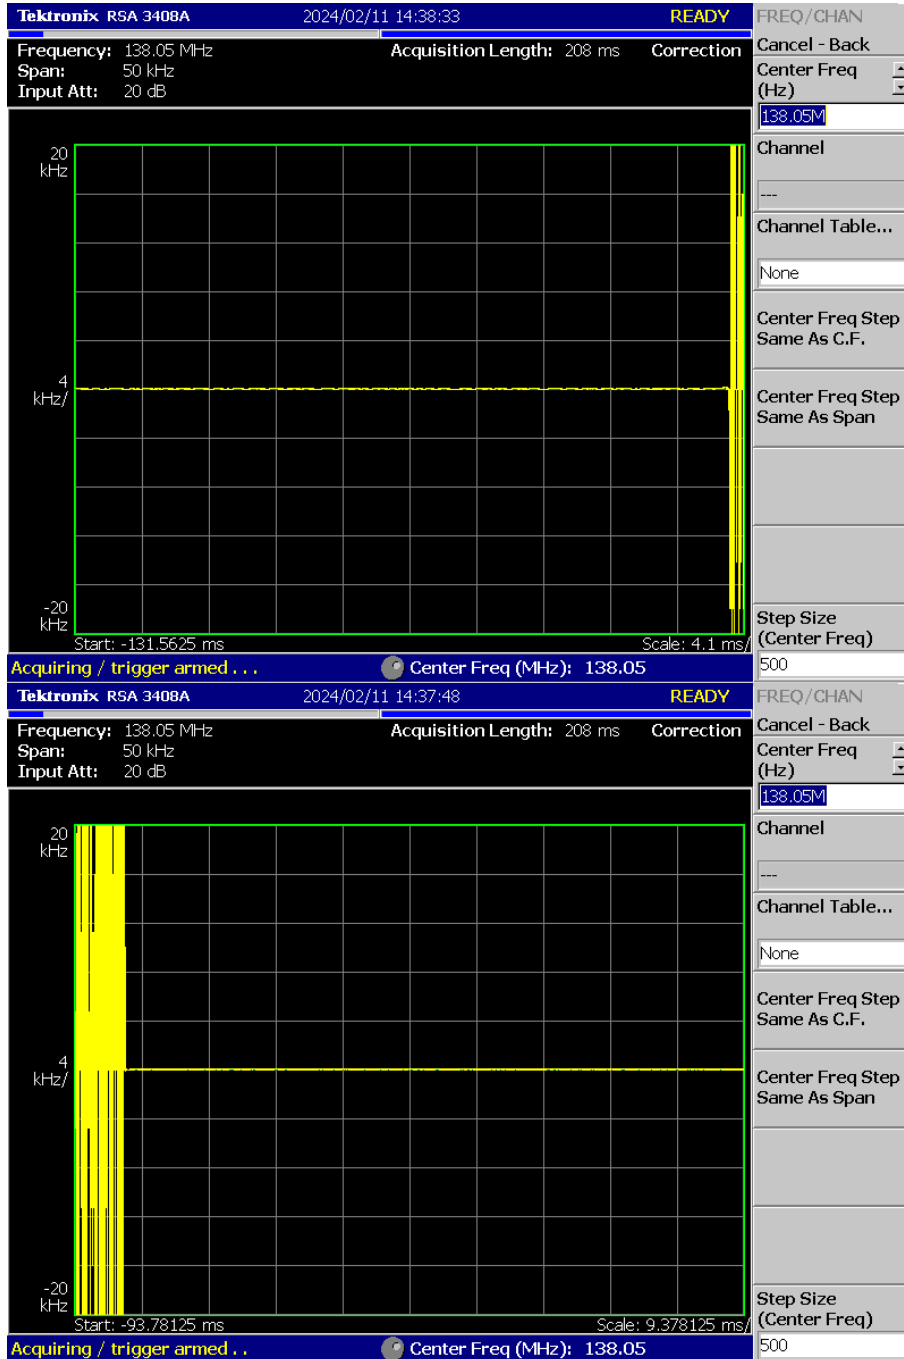 Tektronix RSA 3408A 2024/02/11 14:38:33 READY FREQ/CHAN
Frequency: 138.05 MHz Acquisition Length: 208 ms Correction
Span: 50 kHz
Input Att: 20 dB
Cancel - Back
Center Freq
(Hz)
138.05M
Channel
---
Channel Table...
None
Center Freq Step
Same As C.F.
Center Freq Step
Same As Span
Step Size
(Center Freq)
500
20
kHz
4
kHz/
-20
kHz
Start: -131.5625 ms Scale: 4.1 ms/
Acquiring / trigger armed . . . Center Freq (MHz): 138.05
Tektronix RSA 3408A 2024/02/11 14:37:48 READY FREQ/CHAN
Frequency: 138.05 MHz Acquisition Length: 208 ms Correction
Span: 50 kHz
Input Att: 20 dB
Cancel - Back
Center Freq
(Hz)
138.05M
Channel
---
Channel Table...
None
Center Freq Step
Same As C.F.
Center Freq Step
Same As Span
Step Size
(Center Freq)
500
20
kHz
4
kHz/
-20
kHz
Start: -93.78125 ms Scale: 9.378125 ms/
Acquiring / trigger armed . . Center Freq (MHz): 138.05